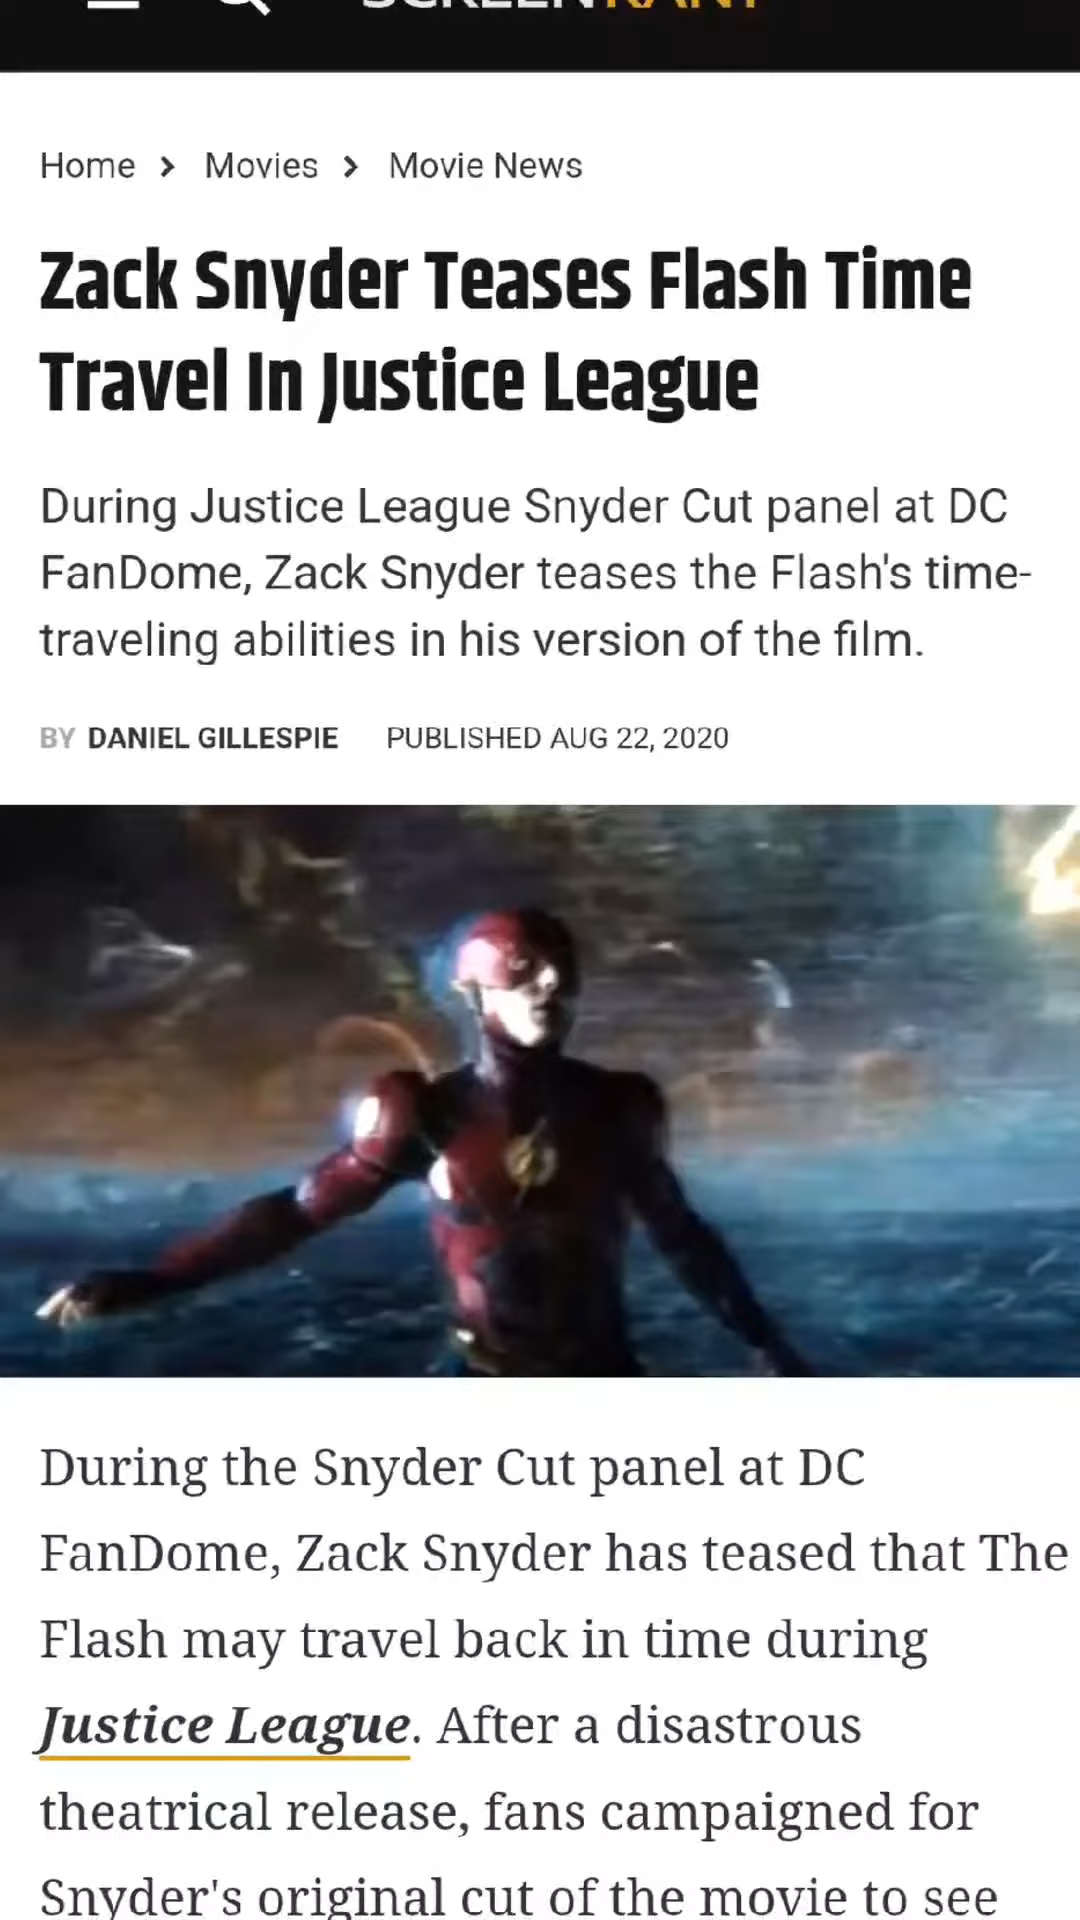 SCREENRANT
Home > Movies > Movie News
Zack Snyder Teases Flash Time
Travel In Justice League
During Justice League Snyder Cut panel at DC
FanDome, Zack Snyder teases the Flash's time-
traveling abilities in his version of the film.
BY DANIEL GILLESPIE PUBLISHED AUG 22, 2020
During the Snyder Cut panel at DC
FanDome, Zack Snyder has teased that The
Flash may travel back in time during
Justice League. After a disastrous
theatrical release, fans campaigned for
Snyder's original cut of the movie to see